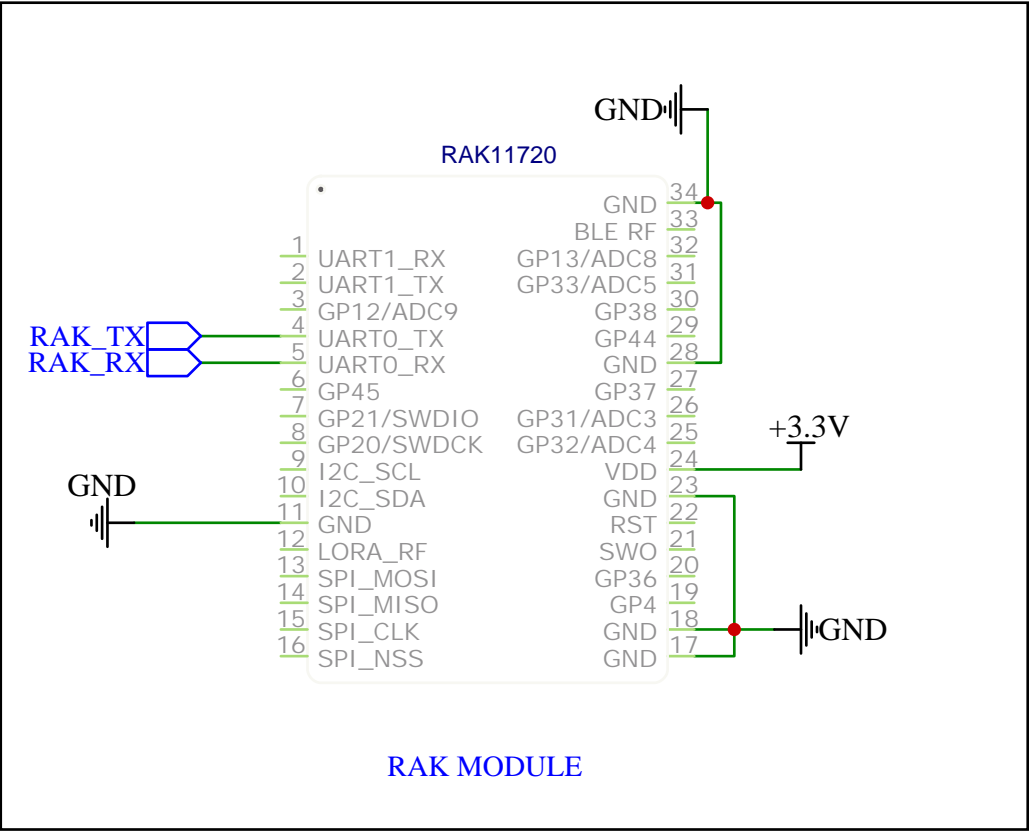 GND
RAK11720
34
GND
33
BLE RF
1
UART1_RX
32
GP13/ADC8
2
UART1_TX
31
GP33/ADC5
3
GP12/ADC9
30
GP38
RAK_TX
4
UART0_TX
29
GP44
RAK_RX
5
UART0_RX
28
GND
6
GP45
27
GP37
7
GP21/SWDIO
26
GP31/ADC3
8
GP20/SWDCK
25
GP32/ADC4
+3.3V
9
I2C_SCL
24
VDD
GND
10
I2C_SDA
23
GND
11
GND
22
RST
12
LORA_RF
21
SWO
13
SPI_MOSI
20
GP36
14
SPI_MISO
19
GP4
15
SPI_CLK
18
GND
GND
16
SPI_NSS
17
GND
RAK MODULE